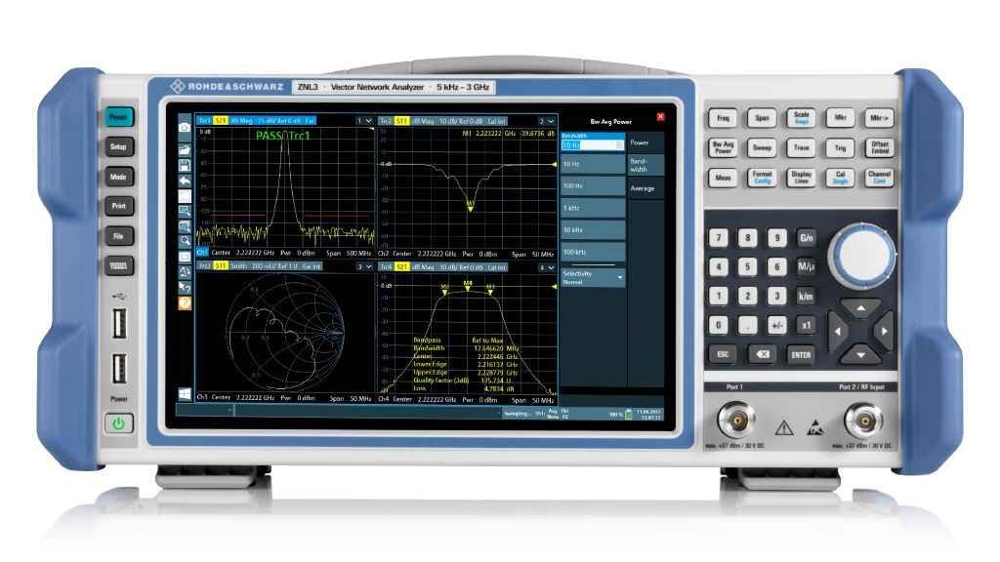 ROHDE & SCHWARZ ZNL3 · Vector Network Analyzer · 5 kHz – 3 GHz
Preset
Setup
Mode
Print
File
Power
Trc1 S21 dB Mag 15 dB/ Ref 0 dB Cal 1
0 dB
PASS Trc1
Ch1 Center 2.222222 GHz Pwr 0 dBm Span 500 MHz
Trc2 S11 dB Mag 10 dB/ Ref 0 dB Cal int 2
M1 2.223222 GHz -39.6736 dB
0 dB
M1
Ch2 Center 2.222222 GHz Pwr 0 dBm Span 50 MHz
Trc3 S11 Smith 200 mU/ Ref 1 U Cal int 3
Ch3 Center 2.222222 GHz Pwr 0 dBm Span 50 MHz
Trc4 S21 dB Mag 10 dB/ Ref 0 dB Cal int 4
0 dB
M2 M4 M3
Bandpass Ref to Max
Bandwidth 12.646620 MHz
Center 2.222446 GHz
Lower Edge 2.216132 GHz
Upper Edge 2.228779 GHz
Quality Factor (3dB) 175.734 U
Loss 4.7834 dB
Ch4 Center 2.222222 GHz Pwr 0 dBm Span 50 MHz
Bw Avg Power
Bandwidth
10 Hz
10 Hz
100 Hz
1 kHz
10 kHz
100 kHz
Selectivity
Normal
Power
Band-
width
Average
Sweeping... Ch1: Avg None Ch1 P2 100 % 11.04.2017
13:47:12
Freq Span Scale Ampt Mkr Mkr->
Bw Avg Power Sweep Trace Trig Offset Embed
Meas Format Config Display Lines Cal Single Channel Cont
7 8 9 G/n
4 5 6 M/µ
1 2 3 k/m
0 . +/- x1
ESC ENTER
Port 1 Port 2 / RF Input
max. +27 dBm / 30 V DC max. +27 dBm / 30 V DC